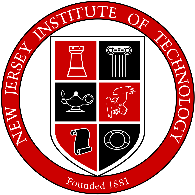 NEW JERSEY INSTITUTE OF TECHNOLOGY
Founded 1881